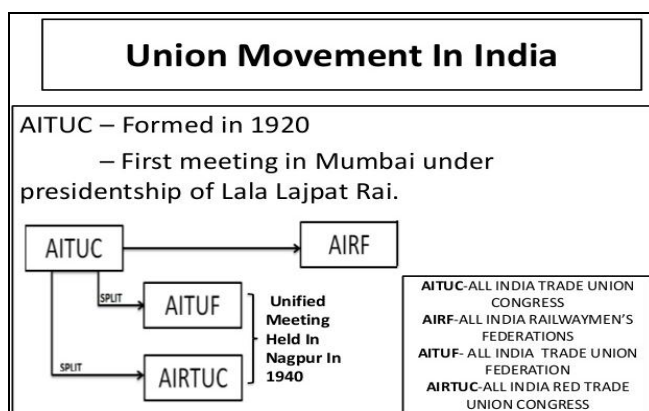 Union Movement In India
AITUC – Formed in 1920
– First meeting in Mumbai under
presidentship of Lala Lajpat Rai.
AITUC
AIRF
SPLIT
AITUF
SPLIT
AIRTUC
Unified
Meeting
Held In
Nagpur In
1940
AITUC-ALL INDIA TRADE UNION
CONGRESS
AIRF-ALL INDIA RAILWAYMEN'S
FEDERATIONS
AITUF- ALL INDIA TRADE UNION
FEDERATION
AIRTUC-ALL INDIA RED TRADE
UNION CONGRESS